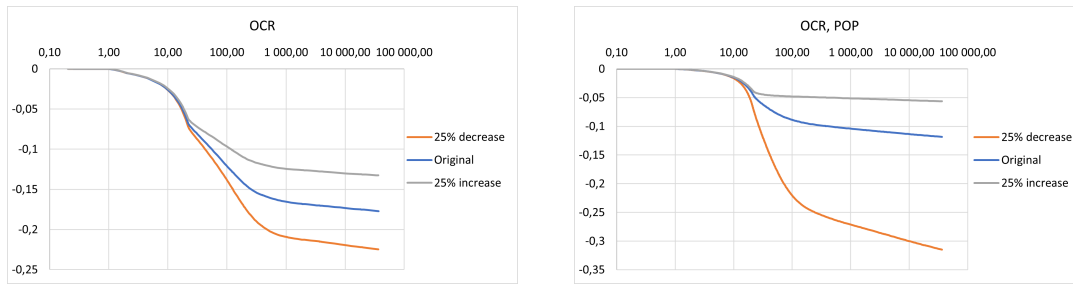 OCR
0,10 1,00 10,00 100,00 1 000,00 10 000,00 100 000,00
0
-0,05
-0,1
-0,15
-0,2
-0,25
25% decrease
Original
25% increase
OCR, POP
0,10 1,00 10,00 100,00 1 000,00 10 000,00 100 000,00
0
-0,05
-0,1
-0,15
-0,2
-0,25
-0,3
-0,35
25% decrease
Original
25% increase